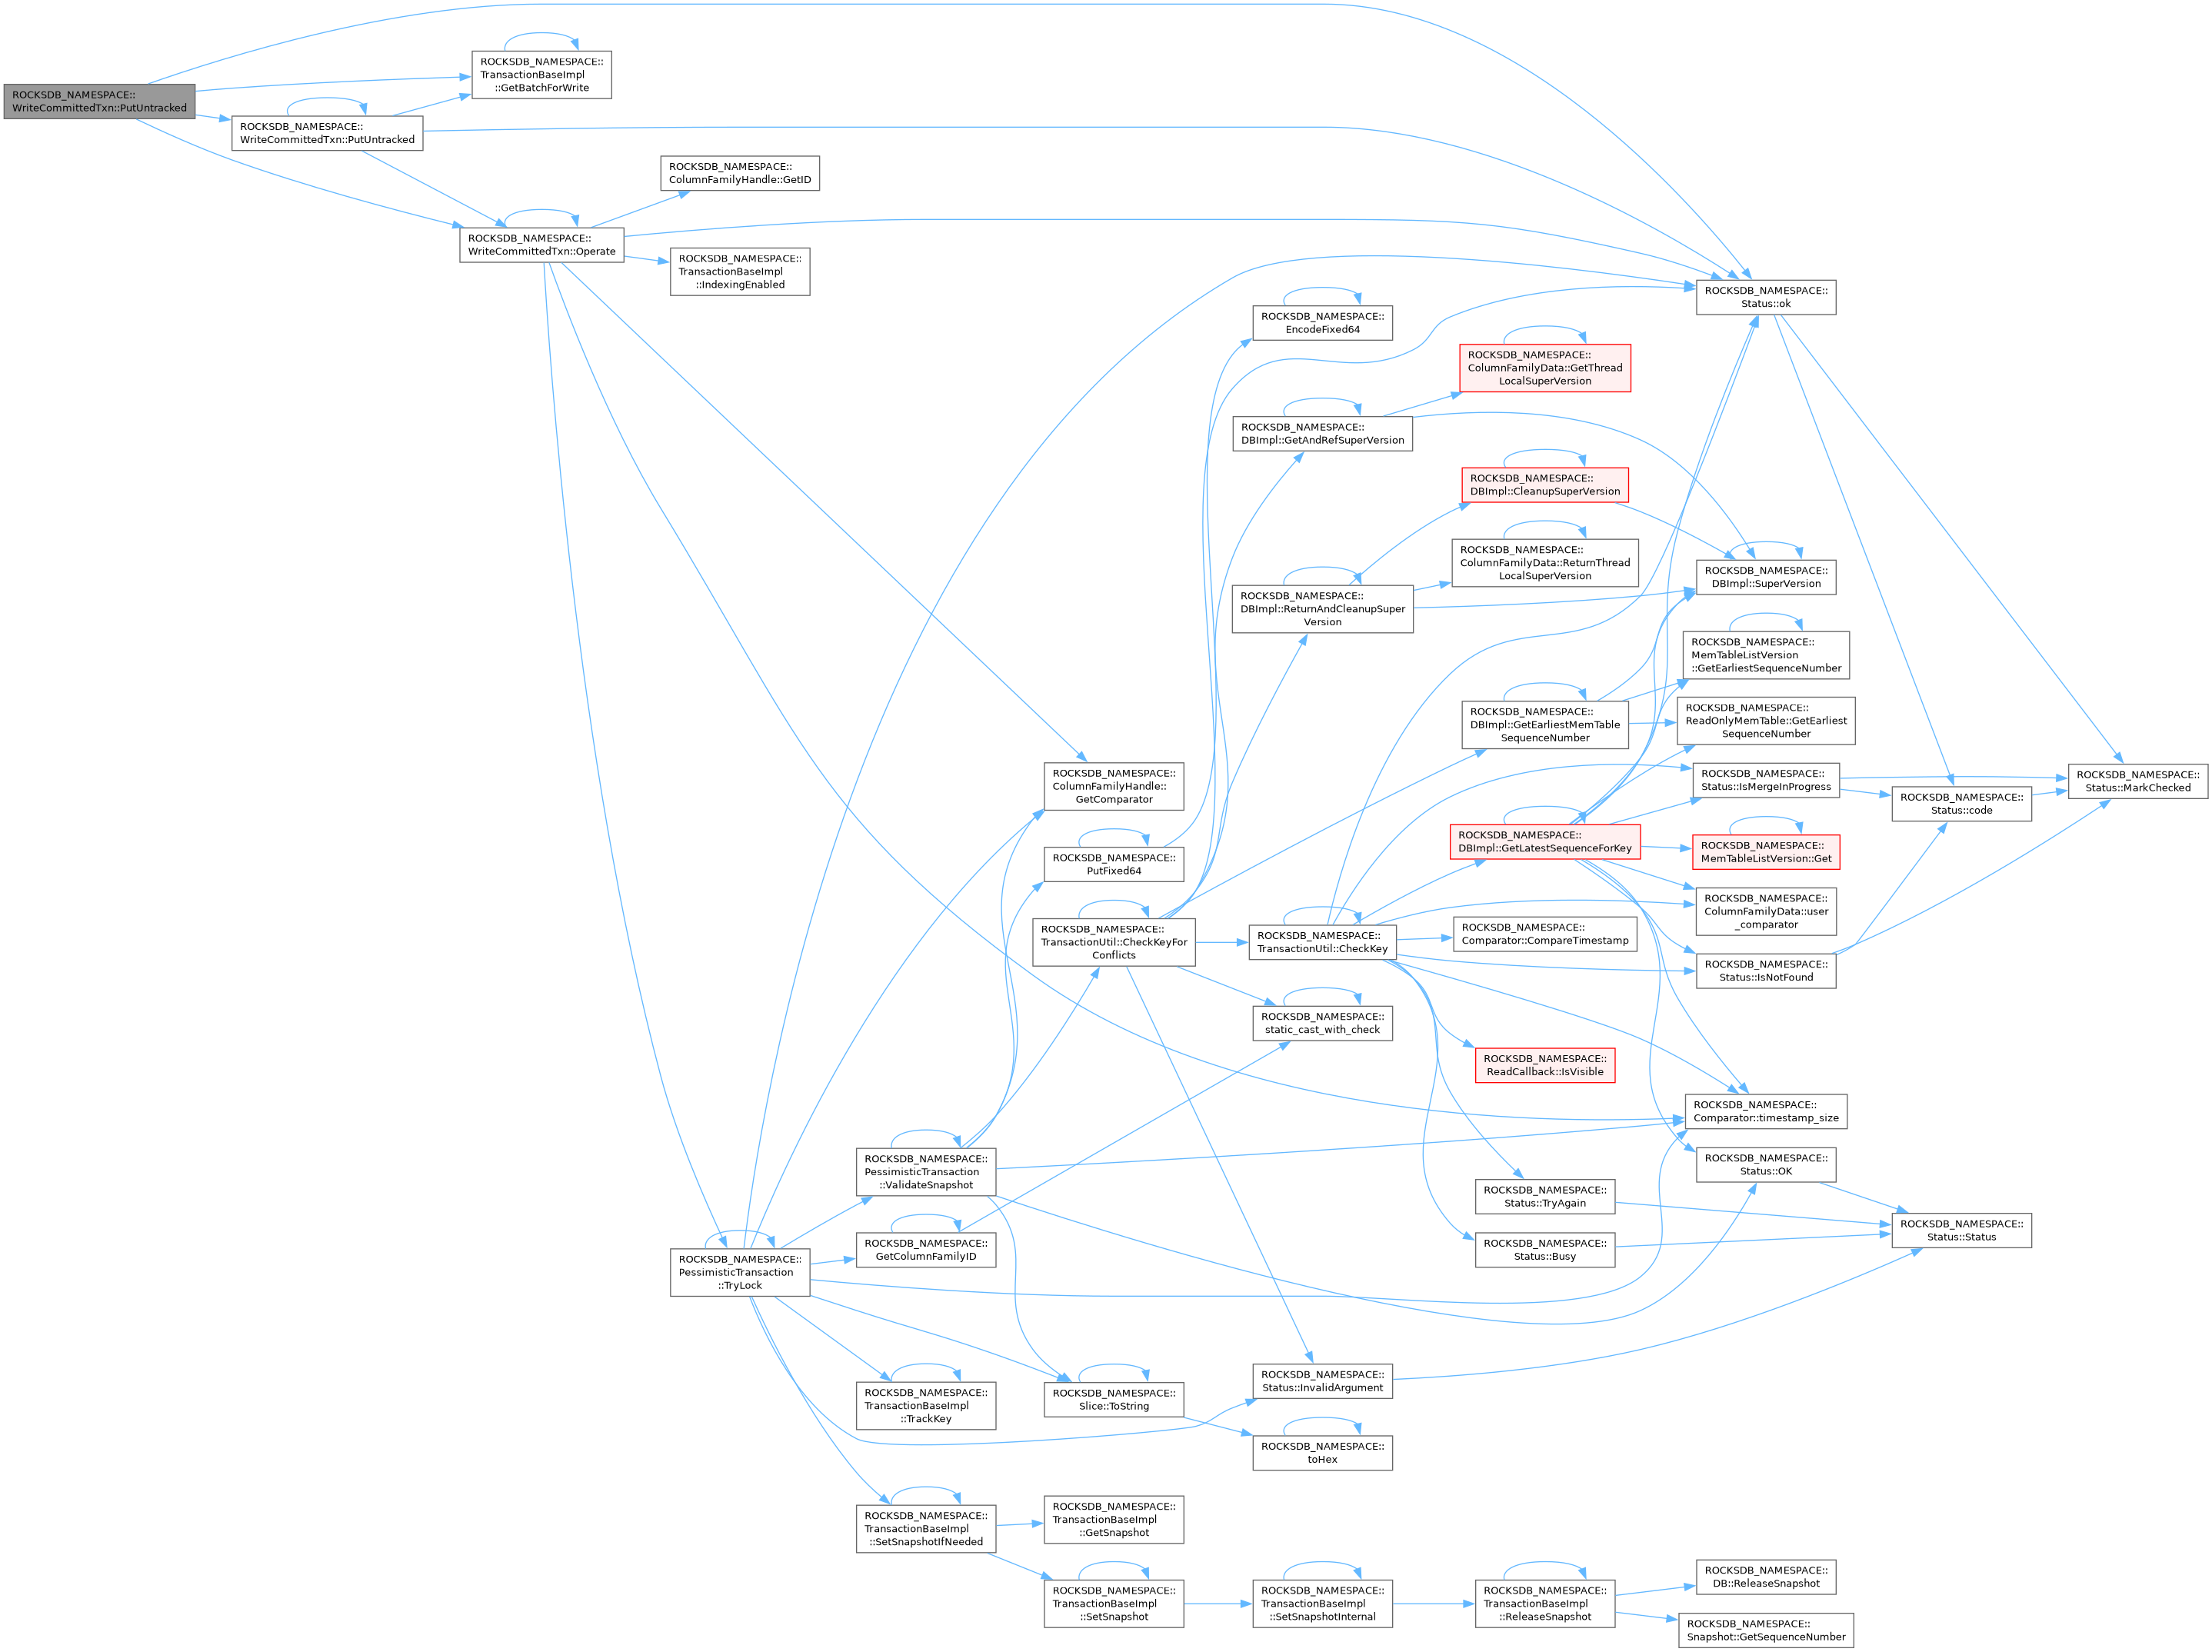 ROCKSDB_NAMESPACE::
WriteCommittedTxn::PutUntracked
ROCKSDB_NAMESPACE::
TransactionBaseImpl
::GetBatchForWrite
ROCKSDB_NAMESPACE::
WriteCommittedTxn::PutUntracked
ROCKSDB_NAMESPACE::
WriteCommittedTxn::Operate
ROCKSDB_NAMESPACE::
ColumnFamilyHandle::GetID
ROCKSDB_NAMESPACE::
TransactionBaseImpl
::IndexingEnabled
ROCKSDB_NAMESPACE::
PessimisticTransaction
::TryLock
ROCKSDB_NAMESPACE::
PessimisticTransaction
::ValidateSnapshot
ROCKSDB_NAMESPACE::
GetColumnFamilyID
ROCKSDB_NAMESPACE::
TransactionBaseImpl
::TrackKey
ROCKSDB_NAMESPACE::
TransactionBaseImpl
::SetSnapshotIfNeeded
ROCKSDB_NAMESPACE::
ColumnFamilyHandle::
GetComparator
ROCKSDB_NAMESPACE::
PutFixed64
ROCKSDB_NAMESPACE::
TransactionUtil::CheckKeyFor
Conflicts
ROCKSDB_NAMESPACE::
Slice::ToString
ROCKSDB_NAMESPACE::
TransactionBaseImpl
::GetSnapshot
ROCKSDB_NAMESPACE::
TransactionBaseImpl
::SetSnapshot
ROCKSDB_NAMESPACE::
EncodeFixed64
ROCKSDB_NAMESPACE::
DBImpl::GetAndRefSuperVersion
ROCKSDB_NAMESPACE::
DBImpl::ReturnAndCleanupSuper
Version
ROCKSDB_NAMESPACE::
TransactionUtil::CheckKey
ROCKSDB_NAMESPACE::
static_cast_with_check
ROCKSDB_NAMESPACE::
Status::InvalidArgument
ROCKSDB_NAMESPACE::
toHex
ROCKSDB_NAMESPACE::
TransactionBaseImpl
::SetSnapshotInternal
ROCKSDB_NAMESPACE::
ColumnFamilyData::GetThread
LocalSuperVersion
ROCKSDB_NAMESPACE::
DBImpl::CleanupSuperVersion
ROCKSDB_NAMESPACE::
ColumnFamilyData::ReturnThread
LocalSuperVersion
ROCKSDB_NAMESPACE::
DBImpl::GetEarliestMemTable
SequenceNumber
ROCKSDB_NAMESPACE::
DBImpl::GetLatestSequenceForKey
ROCKSDB_NAMESPACE::
Comparator::CompareTimestamp
ROCKSDB_NAMESPACE::
ReadCallback::IsVisible
ROCKSDB_NAMESPACE::
Status::TryAgain
ROCKSDB_NAMESPACE::
Status::Busy
ROCKSDB_NAMESPACE::
TransactionBaseImpl
::ReleaseSnapshot
ROCKSDB_NAMESPACE::
Status::ok
ROCKSDB_NAMESPACE::
DBImpl::SuperVersion
ROCKSDB_NAMESPACE::
MemTableListVersion
::GetEarliestSequenceNumber
ROCKSDB_NAMESPACE::
ReadOnlyMemTable::GetEarliest
SequenceNumber
ROCKSDB_NAMESPACE::
Status::IsMergeInProgress
ROCKSDB_NAMESPACE::
MemTableListVersion::Get
ROCKSDB_NAMESPACE::
ColumnFamilyData::user
_comparator
ROCKSDB_NAMESPACE::
Status::IsNotFound
ROCKSDB_NAMESPACE::
Comparator::timestamp_size
ROCKSDB_NAMESPACE::
Status::OK
ROCKSDB_NAMESPACE::
DB::ReleaseSnapshot
ROCKSDB_NAMESPACE::
Snapshot::GetSequenceNumber
ROCKSDB_NAMESPACE::
Status::code
ROCKSDB_NAMESPACE::
Status::Status
ROCKSDB_NAMESPACE::
Status::MarkChecked